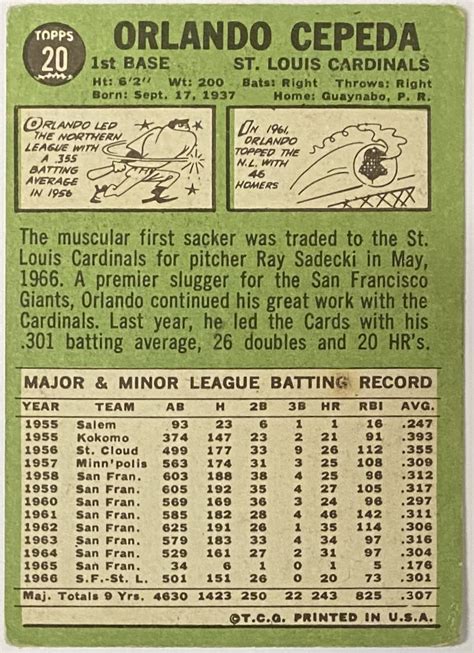 TOPPS
20
ORLANDO CEPEDA
1st BASE ST. LOUIS CARDINALS
Ht: 6'2" Wt: 200 Bats: Right Throws: Right
Born: Sept. 17, 1937 Home: Guaynabo, P. R.
ORLANDO LED
THE NORTHERN
LEAGUE WITH
A .355
BATTING
AVERAGE
IN 1956
IN 1961,
ORLANDO
TOPPED THE
N.L. WITH
46
HOMERS
The muscular first sacker was traded to the St.
Louis Cardinals for pitcher Ray Sadecki in May,
1966. A premier slugger for the San Francisco
Giants, Orlando continued his great work with the
Cardinals. Last year, he led the Cards with his
.301 batting average, 26 doubles and 20 HR's.
MAJOR & MINOR LEAGUE BATTING RECORD
YEAR TEAM AB H 2B 3B HR RBI AVG.
1955 Salem 93 23 6 1 1 16 .247
1955 Kokomo 374 147 23 2 21 91 .393
1956 St. Cloud 499 177 33 9 26 112 .355
1957 Minn'polis 563 174 31 3 25 108 .309
1958 San Fran. 603 188 38 4 25 96 .312
1959 San Fran. 605 192 35 4 27 105 .317
1960 San Fran. 569 169 36 3 24 96 .297
1961 San Fran. 585 182 28 4 46 142 .311
1962 San Fran. 625 191 26 1 35 114 .306
1963 San Fran. 579 183 33 4 34 97 .316
1964 San Fran. 529 161 27 2 31 97 .304
1965 San Fran. 34 6 1 0 1 5 .176
1966 S.F.-St. L. 501 151 26 0 20 73 .301
Maj. Totals 9 Yrs. 4630 1423 250 22 243 825 .307
©T.C.G. PRINTED IN U.S.A.